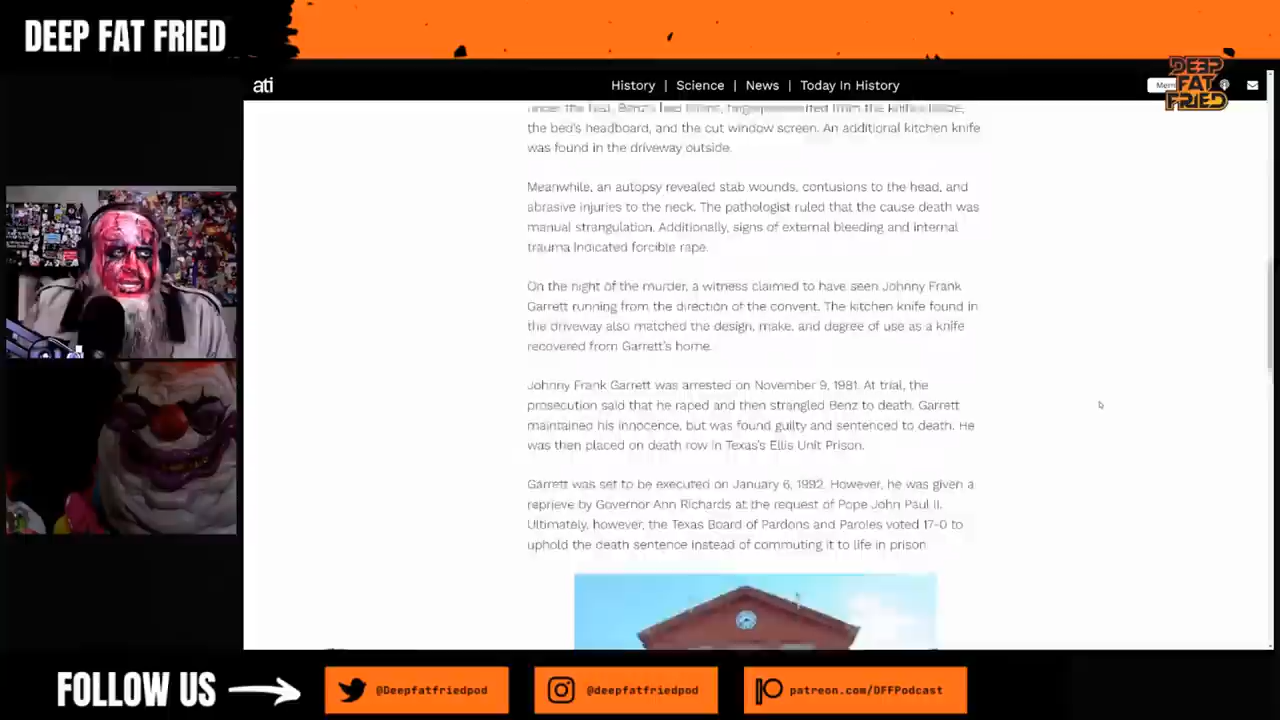 DEEP FAT FRIED
ati
History | Science | News | Today In History
DEEP
FAT
FRIED
the bed's headboard, and the cut window screen. An additional kitchen knife
was found in the driveway outside.
Meanwhile, an autopsy revealed stab wounds, contusions to the head, and
abrasive injuries to the neck. The pathologist ruled that the cause death was
manual strangulation. Additionally, signs of external bleeding and internal
trauma indicated forcible rape.
On the night of the murder, a witness claimed to have seen Johnny Frank
Garrett running from the direction of the convent. The kitchen knife found in
the driveway also matched the design, make, and degree of use as a knife
recovered from Garrett's home.
Johnny Frank Garrett was arrested on November 9, 1981. At trial, the
prosecution said that he raped and then strangled Benz to death. Garrett
maintained his innocence, but was found guilty and sentenced to death. He
was then placed on death row in Texas's Ellis Unit Prison.
Garrett was set to be executed on January 6, 1992. However, he was given a
reprieve by Governor Ann Richards at the request of Pope John Paul II.
Ultimately, however, the Texas Board of Pardons and Paroles voted 17-0 to
uphold the death sentence instead of commuting it to life in prison
FOLLOW US
@Deepfatfriedpod
@deepfatfriedpod
patreon.com/DFFPodcast